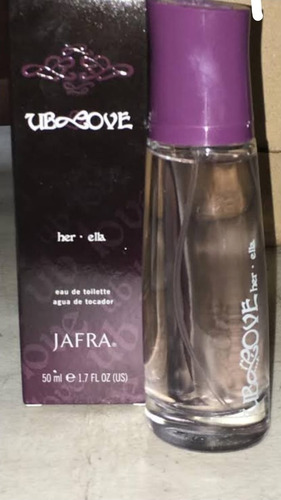 UB∞LOVE
her · ella
eau de toilette
agua de tocador
JAFRA®
50 ml ℮ 1.7 FL OZ (US)
UB∞LOVE her · ella